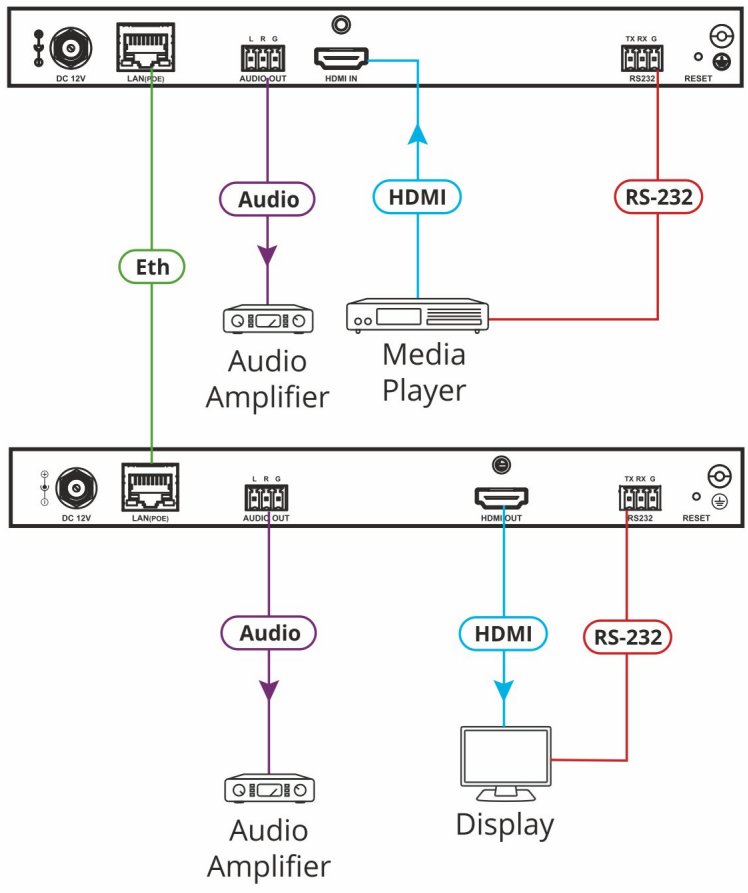 L R G
TX RX G
DC 12V
LAN(POE)
AUDIO OUT
HDMI IN
RS232
RESET
Audio
HDMI
RS-232
Eth
Audio
Amplifier
Media
Player
L R G
TX RX G
DC 12V
LAN(POE)
AUDIO OUT
HDMI OUT
RS232
RESET
Audio
HDMI
RS-232
Audio
Amplifier
Display